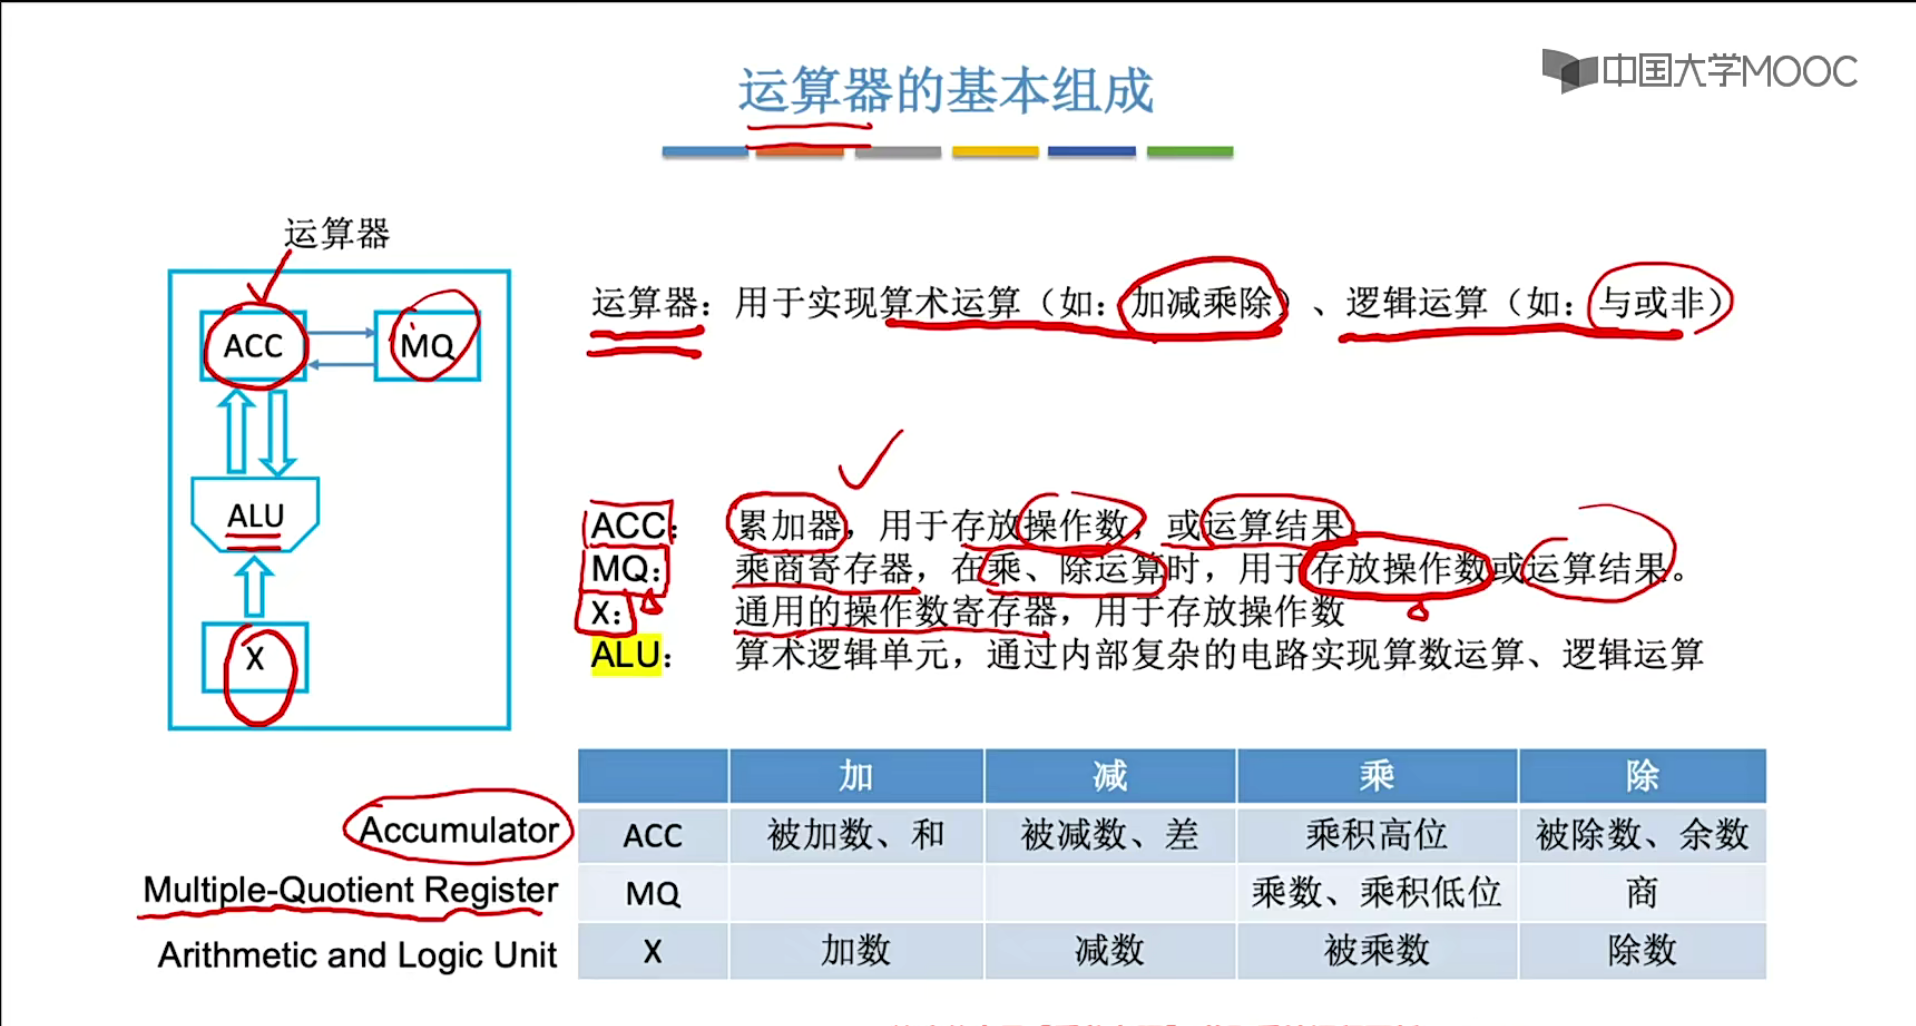 中国大学MOOC
运算器的基本组成
运算器
ACC
MQ
ALU
X
运算器：用于实现算术运算（如：加减乘除）、逻辑运算（如：与或非）
ACC： 累加器，用于存放操作数，或运算结果
MQ： 乘商寄存器，在乘、除运算时，用于存放操作数或运算结果。
X： 通用的操作数寄存器，用于存放操作数
ALU： 算术逻辑单元，通过内部复杂的电路实现算数运算、逻辑运算
加 减 乘 除
Accumulator ACC 被加数、和 被减数、差 乘积高位 被除数、余数
Multiple-Quotient Register MQ 乘数、乘积低位 商
Arithmetic and Logic Unit X 加数 减数 被乘数 除数